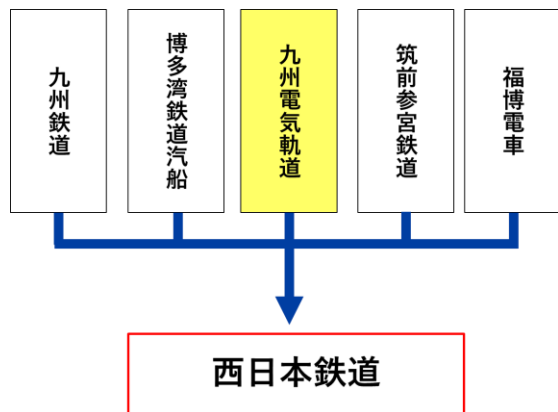 九州鉄道
博多湾鉄道汽船
九州電気軌道
筑前参宮鉄道
福博電車
西日本鉄道